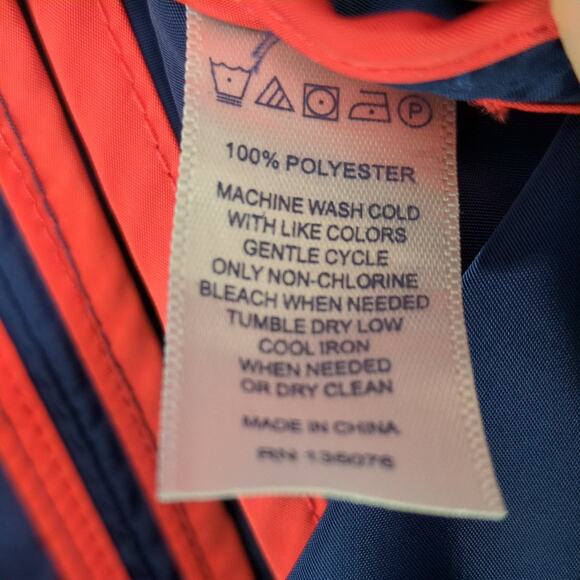 P
100% POLYESTER
MACHINE WASH COLD
WITH LIKE COLORS
GENTLE CYCLE
ONLY NON-CHLORINE
BLEACH WHEN NEEDED
TUMBLE DRY LOW
COOL IRON
WHEN NEEDED
OR DRY CLEAN
MADE IN CHINA
RN 135076